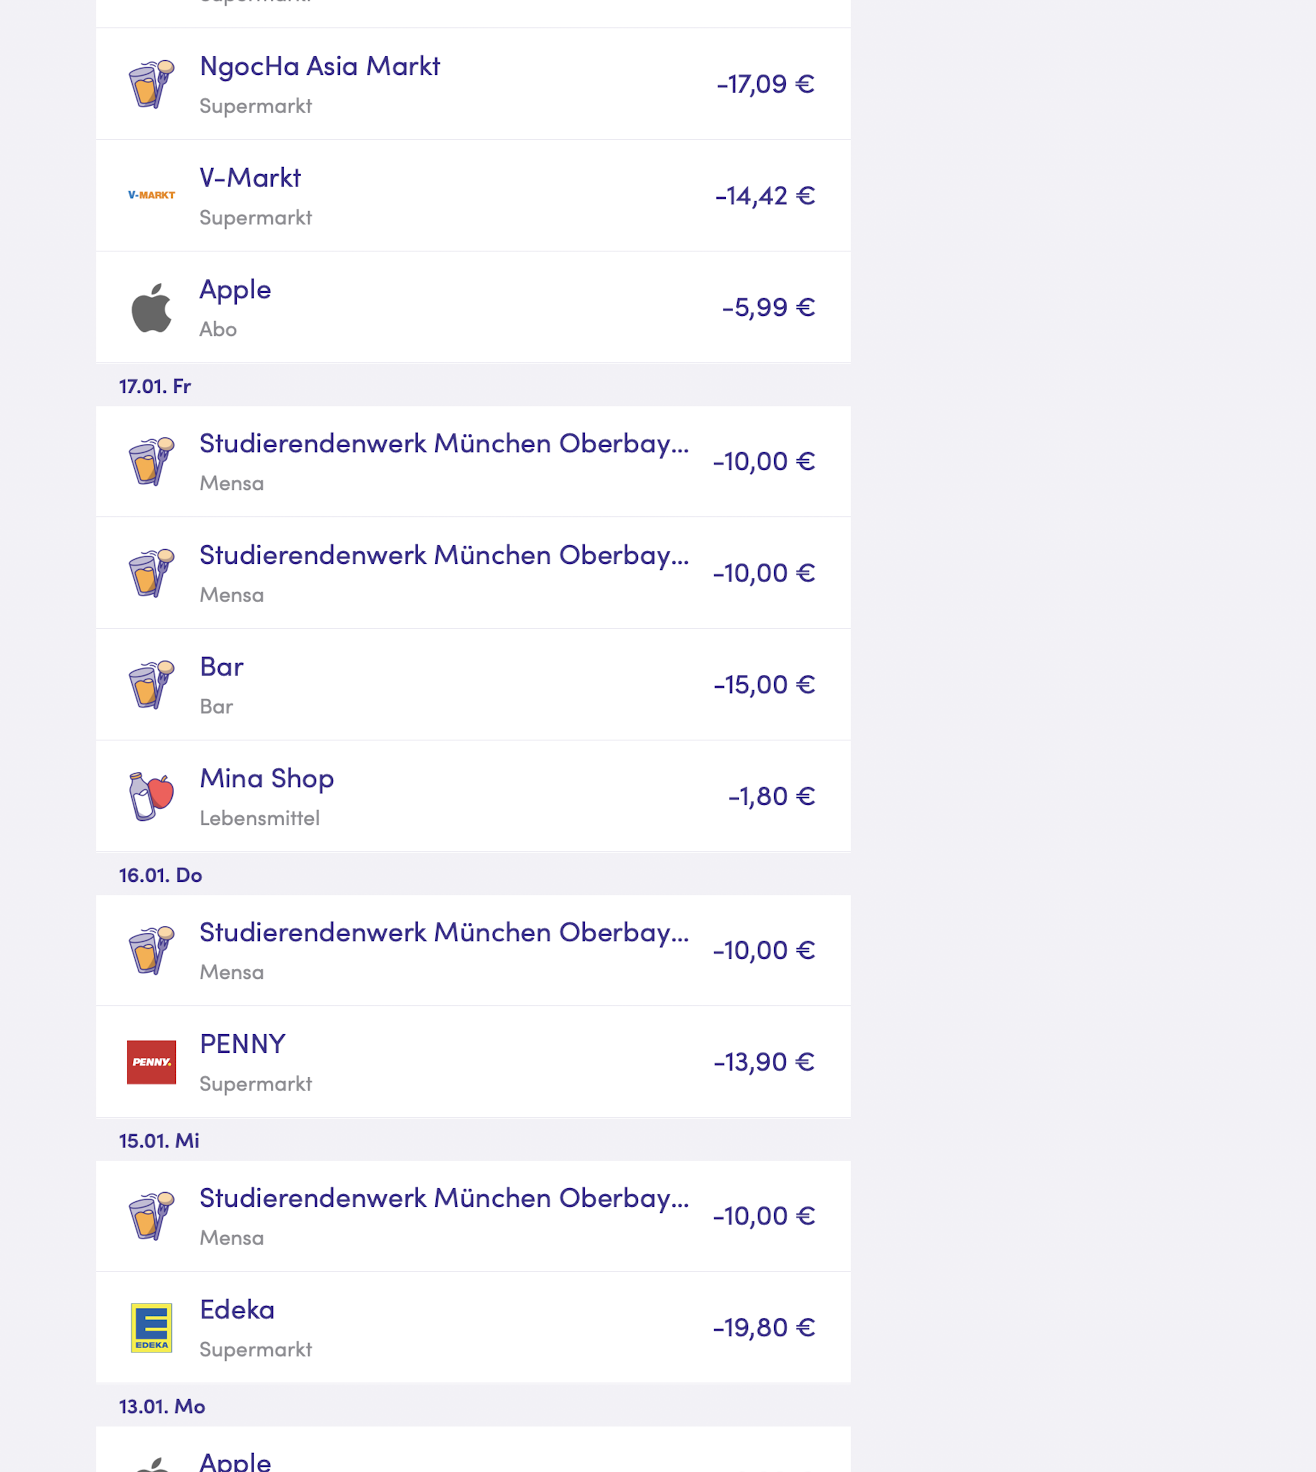 NgocHa Asia Markt
-17,09 €
Supermarkt
V-MARKT
V-Markt
-14,42 €
Supermarkt
Apple
-5,99 €
Abo
17.01. Fr
Studierendenwerk München Oberbay...
-10,00 €
Mensa
Studierendenwerk München Oberbay...
-10,00 €
Mensa
Bar
-15,00 €
Bar
Mina Shop
-1,80 €
Lebensmittel
16.01. Do
Studierendenwerk München Oberbay...
-10,00 €
Mensa
PENNY.
PENNY
-13,90 €
Supermarkt
15.01. Mi
Studierendenwerk München Oberbay...
-10,00 €
Mensa
E
EDEKA
Edeka
-19,80 €
Supermarkt
13.01. Mo
Apple